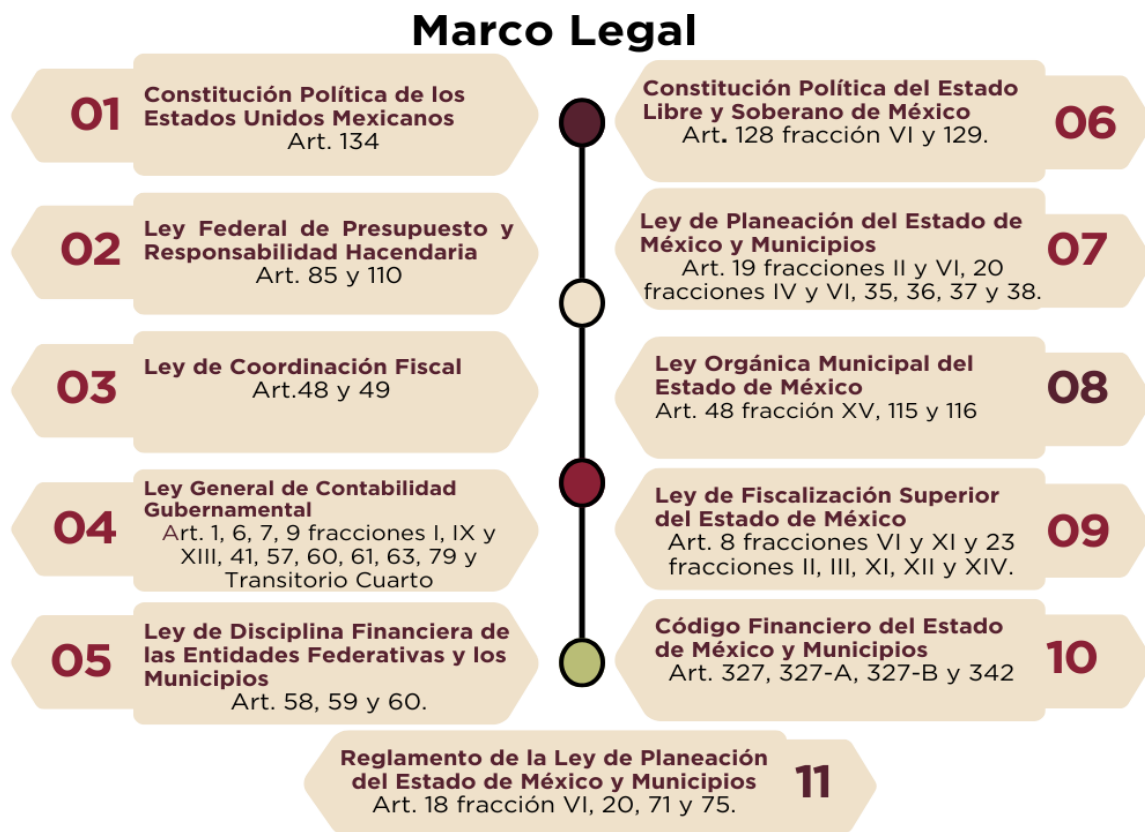 Marco Legal
01
Constitución Política de los
Estados Unidos Mexicanos
Art. 134
02
Ley Federal de Presupuesto y
Responsabilidad Hacendaria
Art. 85 y 110
03
Ley de Coordinación Fiscal
Art.48 y 49
04
Ley General de Contabilidad
Gubernamental
Art. 1, 6, 7, 9 fracciones I, IX y
XIII, 41, 57, 60, 61, 63, 79 y
Transitorio Cuarto
05
Ley de Disciplina Financiera de
las Entidades Federativas y los
Municipios
Art. 58, 59 y 60.
Constitución Política del Estado
Libre y Soberano de México
Art. 128 fracción VI y 129.
06
Ley de Planeación del Estado de
México y Municipios
Art. 19 fracciones II y VI, 20
fracciones IV y VI, 35, 36, 37 y 38.
07
Ley Orgánica Municipal del
Estado de México
Art. 48 fracción XV, 115 y 116
08
Ley de Fiscalización Superior
del Estado de México
Art. 8 fracciones VI y XI y 23
fracciones II, III, XI, XII y XIV.
09
Código Financiero del Estado
de México y Municipios
Art. 327, 327-A, 327-B y 342
10
Reglamento de la Ley de Planeación
del Estado de México y Municipios
Art. 18 fracción VI, 20, 71 y 75.
11